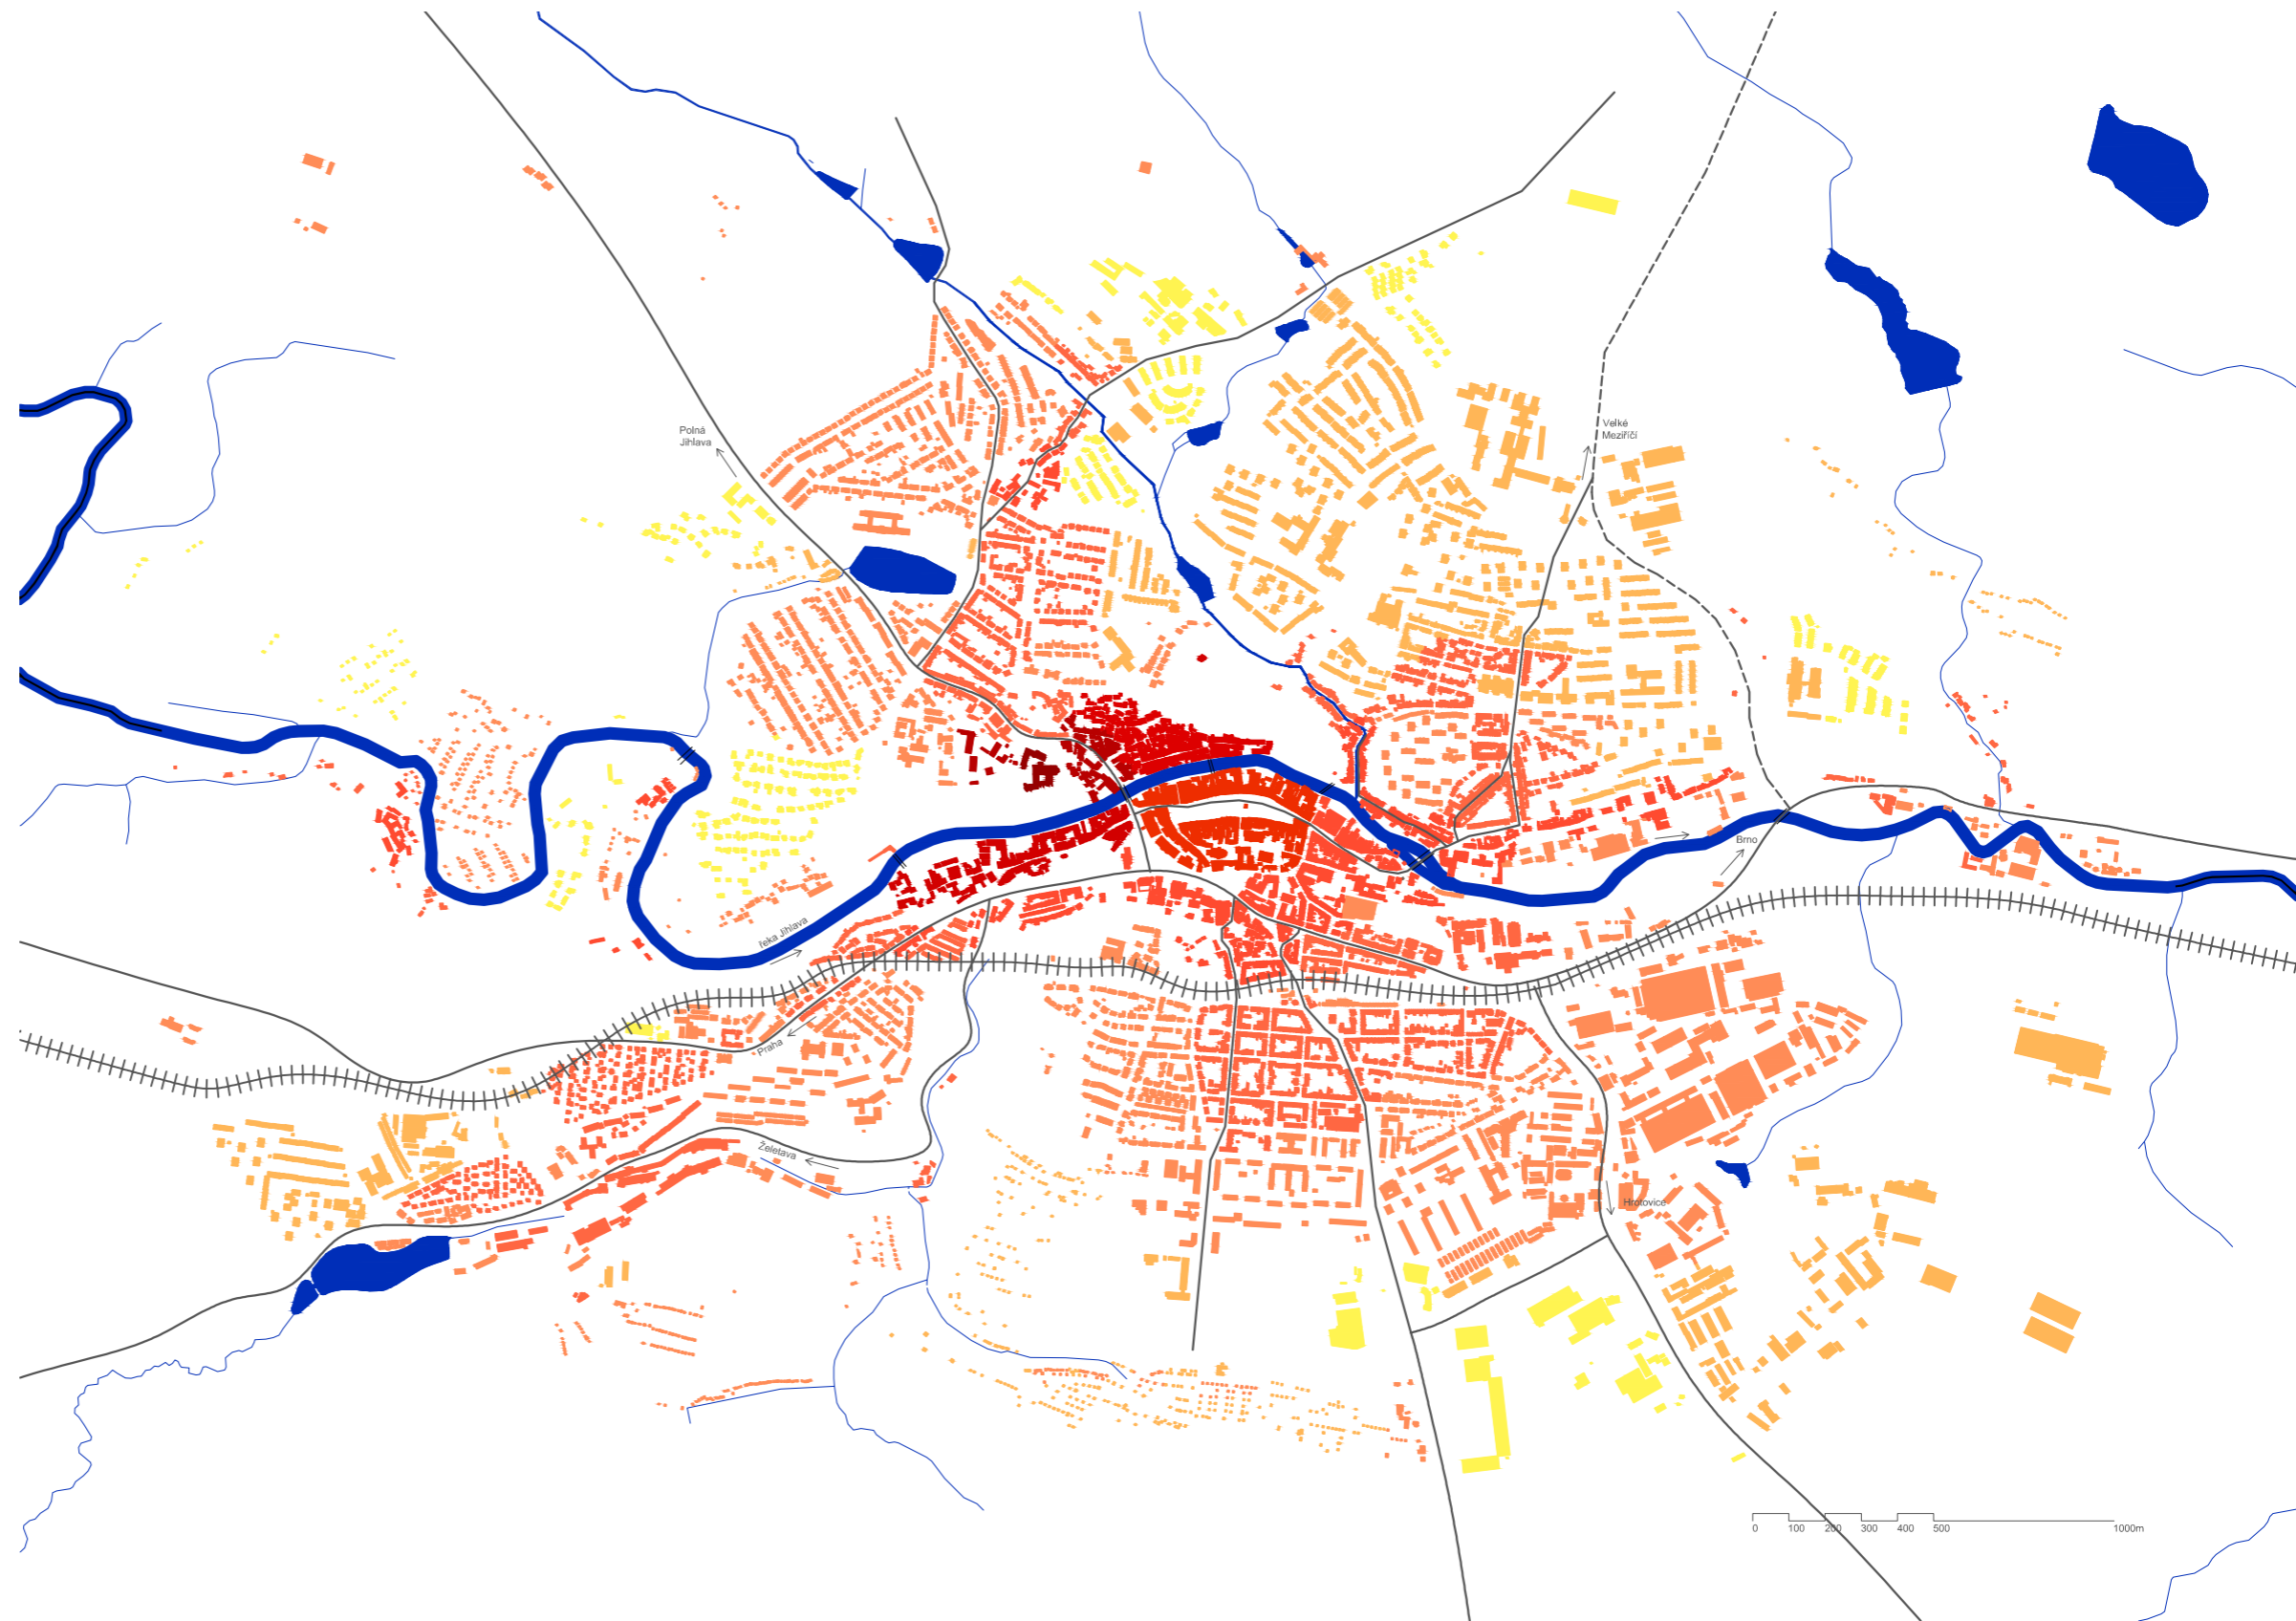 Polná
Jihlava
Velké
Meziříčí
Brno
řeka Jihlava
Praha
Želetava
Hrotovice
0 100 200 300 400 500 1000m